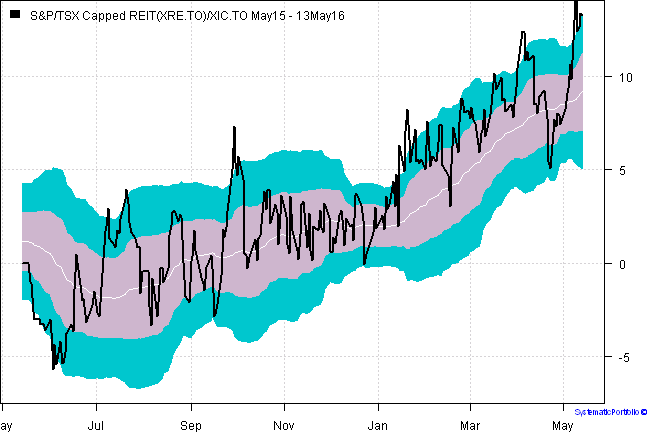 S&P/TSX Capped REIT(XRE.TO)/XIC.TO May15 - 13May16
10
5
0
-5
ay Jul Sep Nov Jan Mar May
SystematicPortfolio ©